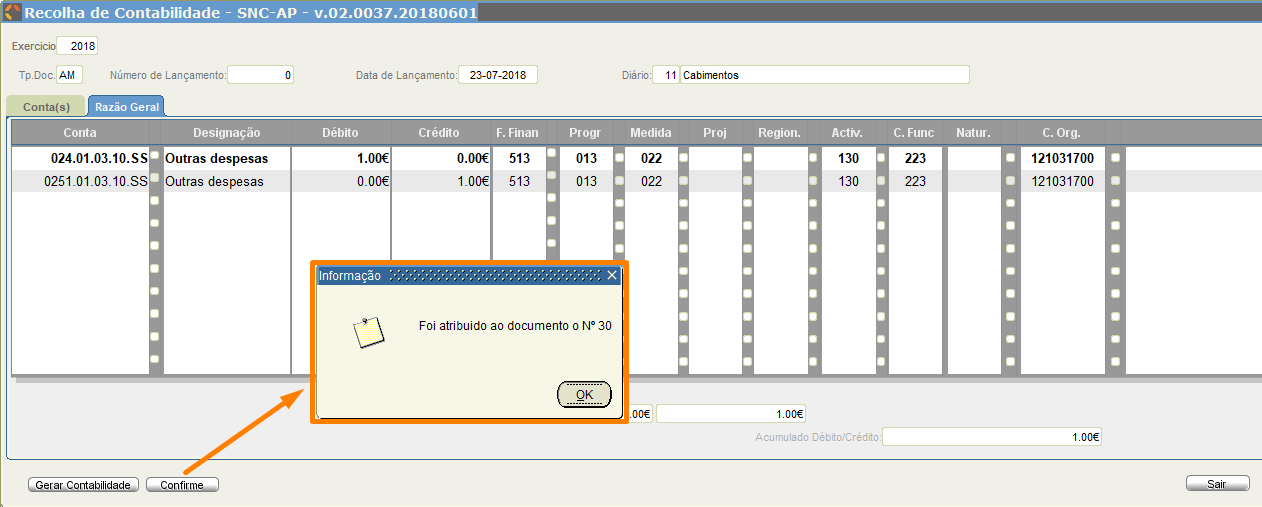 Recolha de Contabilidade - SNC-AP - v.02.0037.20180601
Exercicio 2018
Tp.Doc. AM Número de Lançamento: 0 Data de Lançamento: 23-07-2018 Diário: 11 Cabimentos
Conta(s) Razão Geral
Conta Designação Débito Crédito F. Finan Progr Medida Proj Region. Activ. C. Func Natur. C. Org.
024.01.03.10.SS Outras despesas 1.00€ 0.00€ 513 013 022 130 223 121031700
0251.01.03.10.SS Outras despesas 0.00€ 1.00€ 513 013 022 130 223 121031700
Informação
Foi atribuido ao documento o Nº 30
OK
.00€ 1.00€
Acumulado Débito/Crédito: 1.00€
Gerar Contabilidade Confirme Sair